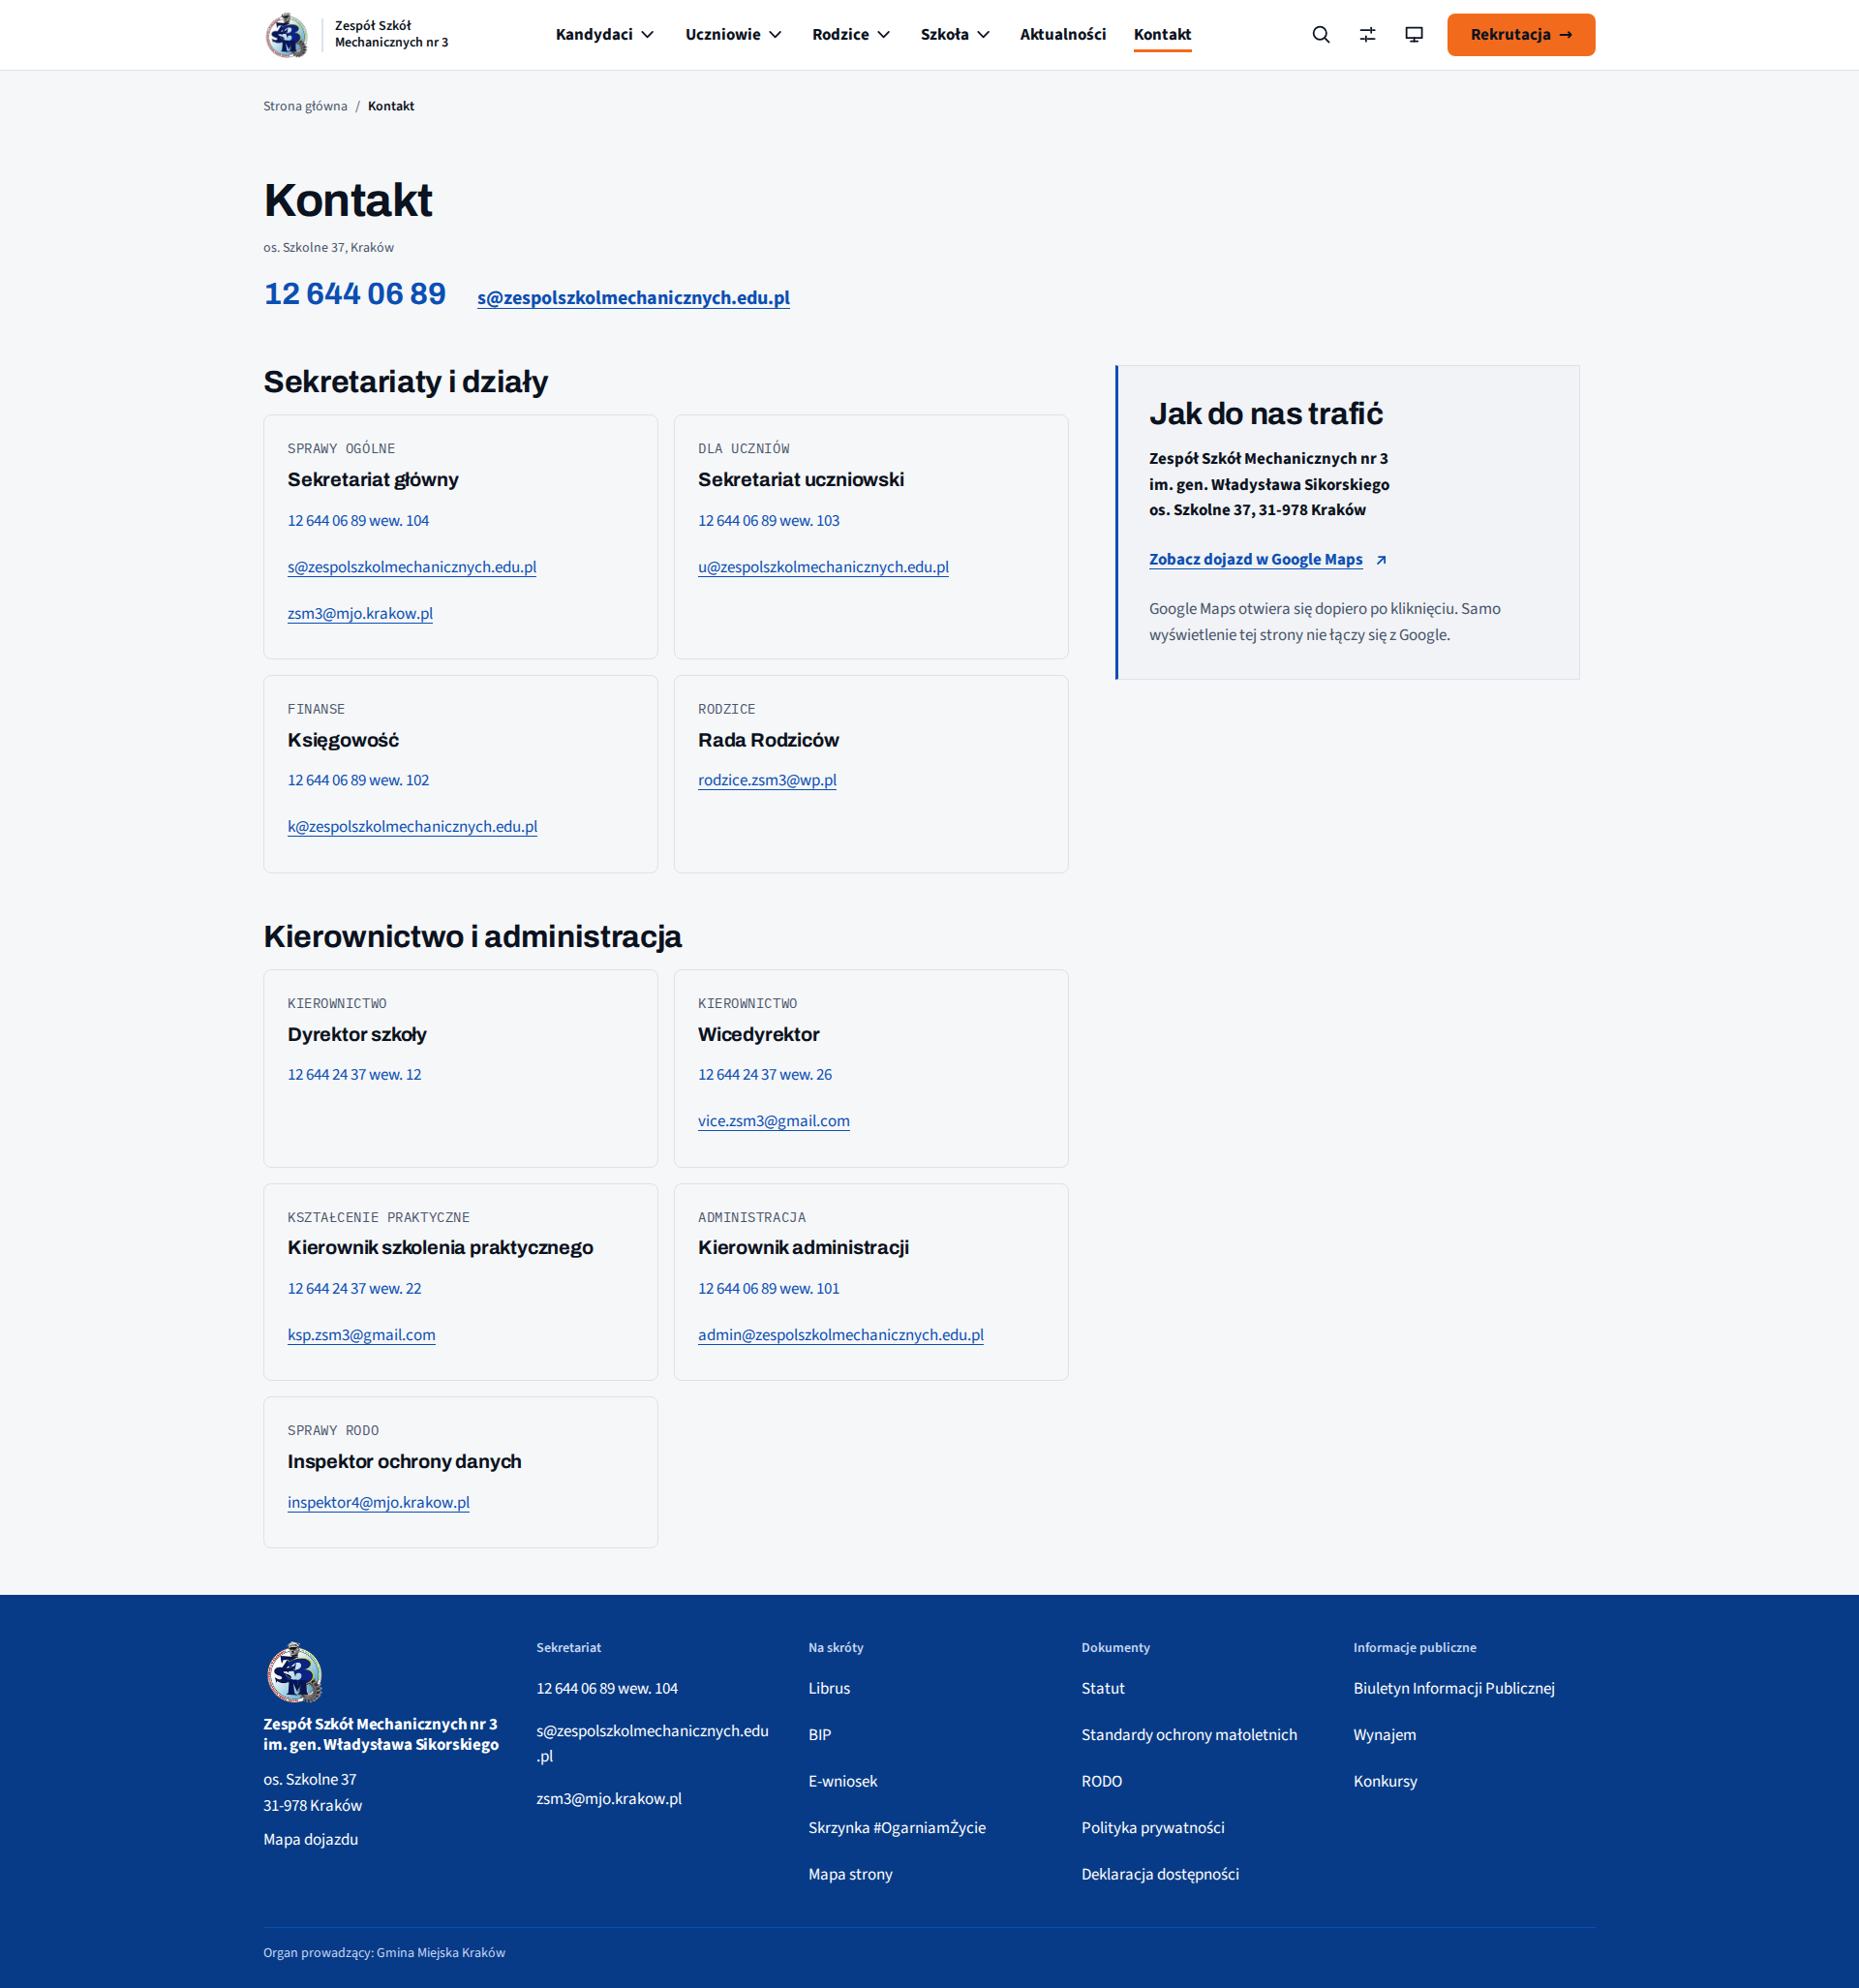 Zespół Szkół
Mechanicznych nr 3
Kandydaci
Uczniowie
Rodzice
Szkoła
Aktualności
Kontakt
Rekrutacja →
Strona główna / Kontakt
Kontakt
os. Szkolne 37, Kraków
12 644 06 89
s@zespolszkolmechanicznych.edu.pl
Sekretariaty i działy
SPRAWY OGÓLNE
Sekretariat główny
12 644 06 89 wew. 104
s@zespolszkolmechanicznych.edu.pl
zsm3@mjo.krakow.pl
DLA UCZNIÓW
Sekretariat uczniowski
12 644 06 89 wew. 103
u@zespolszkolmechanicznych.edu.pl
FINANSE
Księgowość
12 644 06 89 wew. 102
k@zespolszkolmechanicznych.edu.pl
RODZICE
Rada Rodziców
rodzice.zsm3@wp.pl
Jak do nas trafić
Zespół Szkół Mechanicznych nr 3
im. gen. Władysława Sikorskiego
os. Szkolne 37, 31-978 Kraków
Zobacz dojazd w Google Maps
Google Maps otwiera się dopiero po kliknięciu. Samo
wyświetlenie tej strony nie łączy się z Google.
Kierownictwo i administracja
KIEROWNICTWO
Dyrektor szkoły
12 644 24 37 wew. 12
KIEROWNICTWO
Wicedyrektor
12 644 24 37 wew. 26
vice.zsm3@gmail.com
KSZTAŁCENIE PRAKTYCZNE
Kierownik szkolenia praktycznego
12 644 24 37 wew. 22
ksp.zsm3@gmail.com
ADMINISTRACJA
Kierownik administracji
12 644 06 89 wew. 101
admin@zespolszkolmechanicznych.edu.pl
SPRAWY RODO
Inspektor ochrony danych
inspektor4@mjo.krakow.pl
Zespół Szkół Mechanicznych nr 3
im. gen. Władysława Sikorskiego
os. Szkolne 37
31-978 Kraków
Mapa dojazdu
Sekretariat
12 644 06 89 wew. 104
s@zespolszkolmechanicznych.edu
.pl
zsm3@mjo.krakow.pl
Na skróty
Librus
BIP
E-wniosek
Skrzynka #OgarniamŻycie
Mapa strony
Dokumenty
Statut
Standardy ochrony małoletnich
RODO
Polityka prywatności
Deklaracja dostępności
Informacje publiczne
Biuletyn Informacji Publicznej
Wynajem
Konkursy
Organ prowadzący: Gmina Miejska Kraków